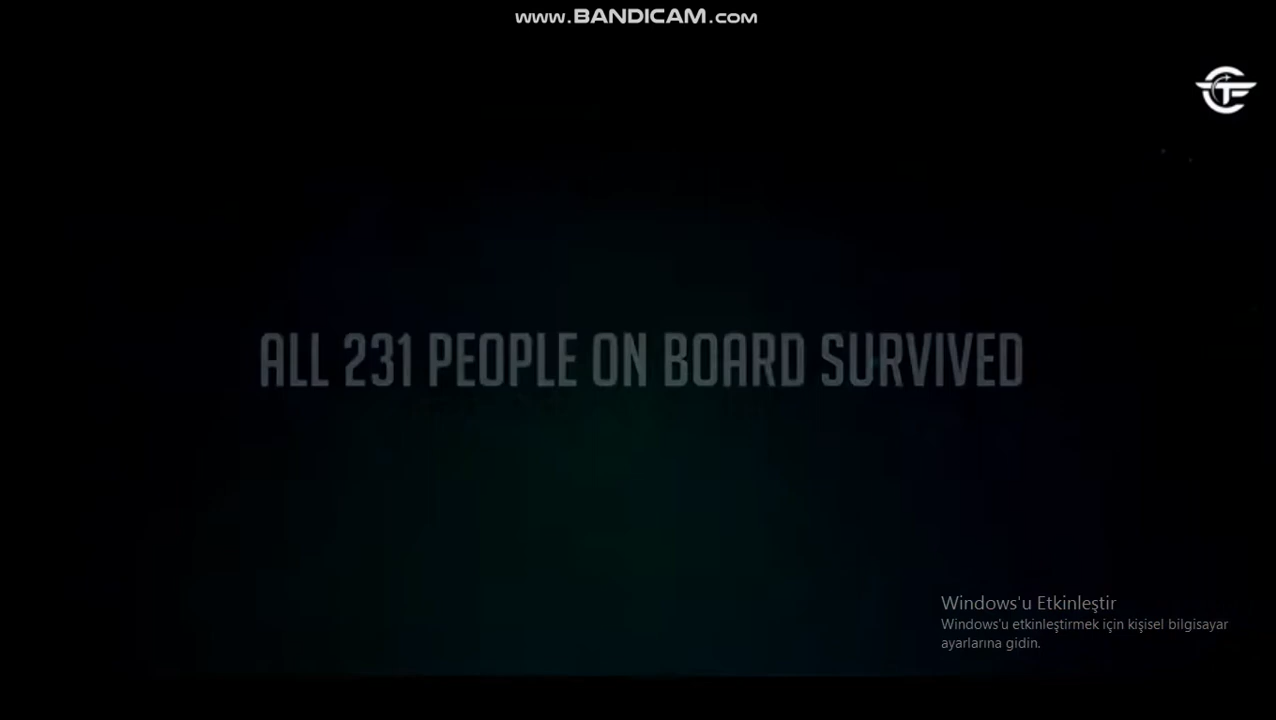 www.BANDICAM.com
ALL 231 PEOPLE ON BOARD SURVIVED
Windows'u Etkinleştir
Windows'u etkinleştirmek için kişisel bilgisayar
ayarlarına gidin.